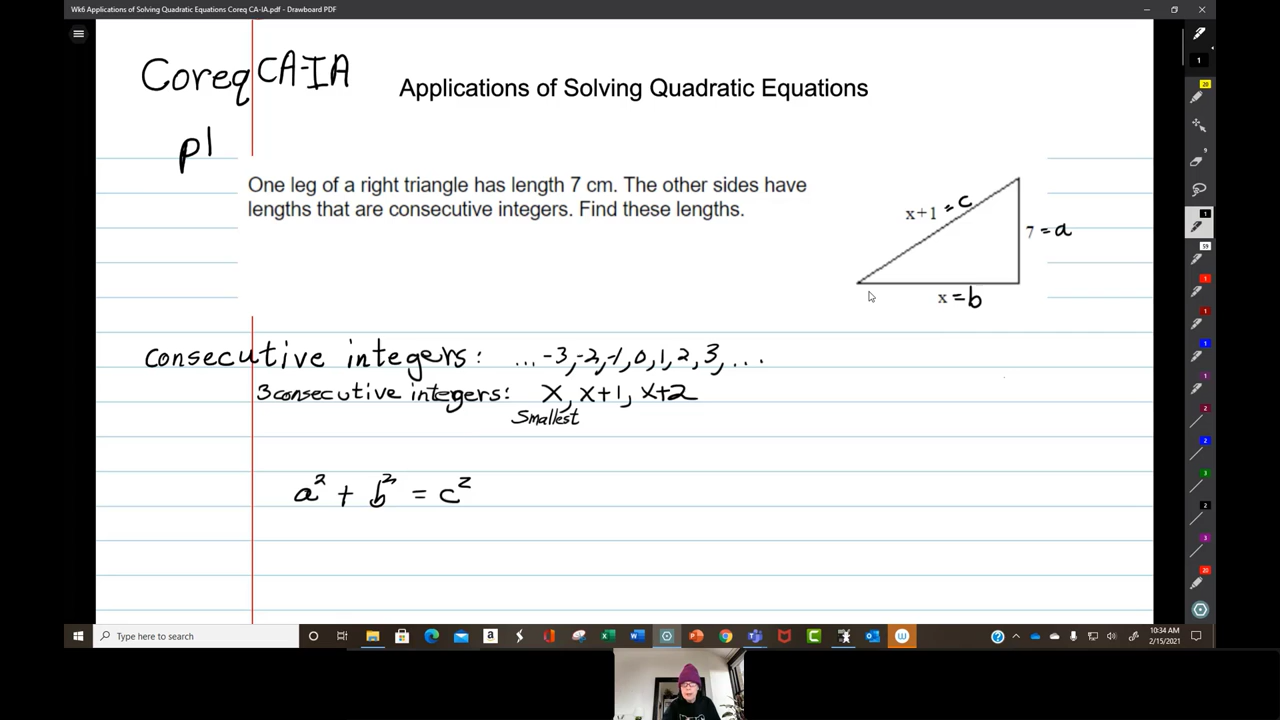 Wk6 Applications of Solving Quadratic Equations Coreq CA-IA.pdf - Drawboard PDF
Coreq CA-IA
Applications of Solving Quadratic Equations
p1
One leg of a right triangle has length 7 cm. The other sides have
lengths that are consecutive integers. Find these lengths.
x+1 = c
7 = a
x = b
consecutive integers: ... -3, -2, -1, 0, 1, 2, 3, ...
3 consecutive integers: x, x+1, x+2
Smallest
a² + b² = c²
Type here to search
10:34 AM
2/15/2021